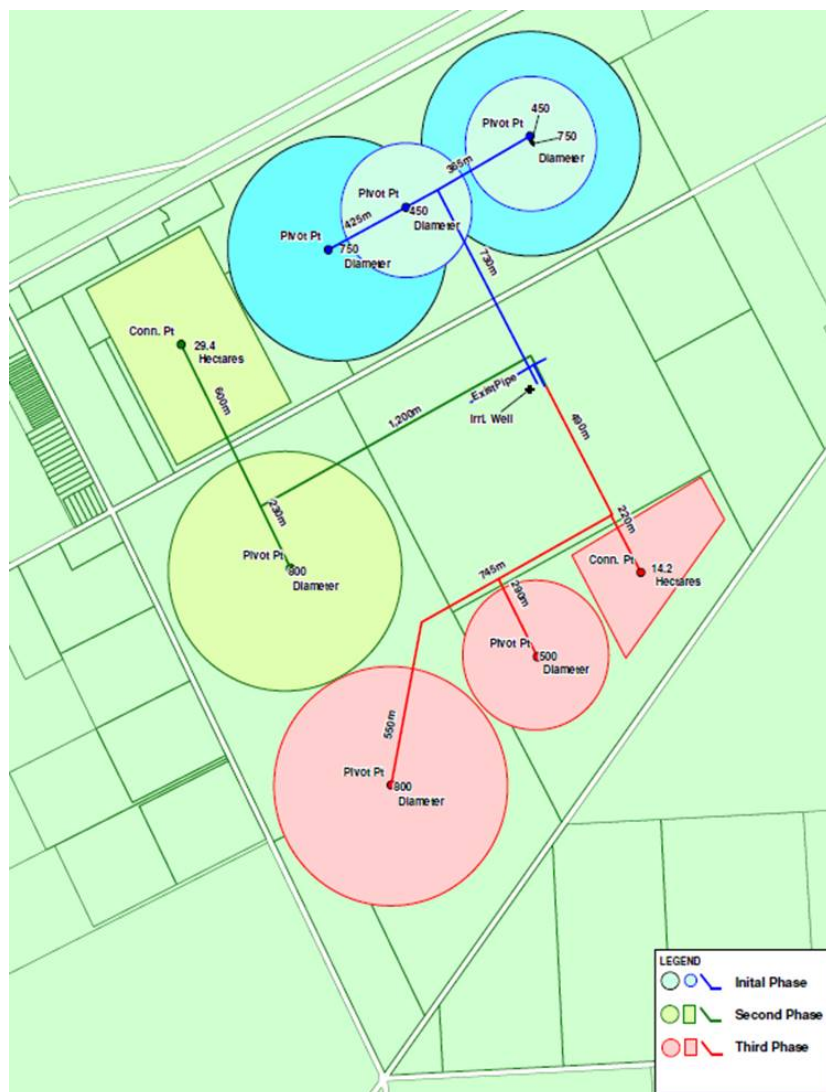 450
Pivot Pt
750
Diameter
365m
Pivot Pt
450
Diameter
425m
Pivot Pt
750
Diameter
730m
Conn. Pt
29.4
Hectares
600m
Exist Pipe
Irri. Well
1,200m
490m
230m
220m
Pivot Pt
800
Diameter
745m
Conn. Pt
14.2
Hectares
290m
Pivot Pt
500
Diameter
550m
Pivot Pt
800
Diameter
LEGEND
Inital Phase
Second Phase
Third Phase